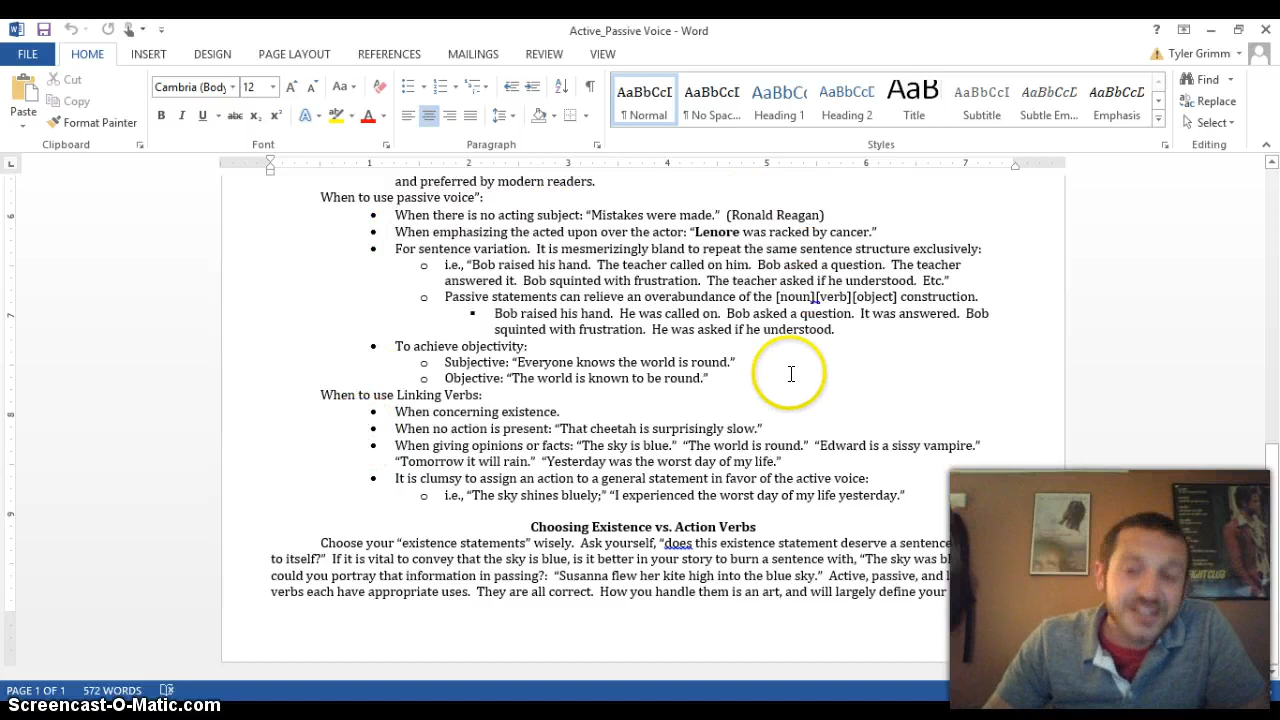 Active_Passive Voice - Word
FILE HOME INSERT DESIGN PAGE LAYOUT REFERENCES MAILINGS REVIEW VIEW Tyler Grimm
Paste
Cut
Copy
Format Painter
Clipboard
Cambria (Body 12
Font
Paragraph
AaBbCcD AaBbCcD AaBbCc AaBbCcD AaB AaBbCcD AaBbCcD AaBbCcD
¶ Normal ¶ No Spac... Heading 1 Heading 2 Title Subtitle Subtle Em... Emphasis
Styles
Find
Replace
Select
Editing
and preferred by modern readers.
When to use passive voice”:
• When there is no acting subject: “Mistakes were made.” (Ronald Reagan)
• When emphasizing the acted upon over the actor: “Lenore was racked by cancer.”
• For sentence variation. It is mesmerizingly bland to repeat the same sentence structure exclusively:
o i.e., “Bob raised his hand. The teacher called on him. Bob asked a question. The teacher
answered it. Bob squinted with frustration. The teacher asked if he understood. Etc.”
o Passive statements can relieve an overabundance of the [noun][verb][object] construction.
▪ Bob raised his hand. He was called on. Bob asked a question. It was answered. Bob
squinted with frustration. He was asked if he understood.
• To achieve objectivity:
o Subjective: “Everyone knows the world is round.”
o Objective: “The world is known to be round.”
When to use Linking Verbs:
• When concerning existence.
• When no action is present: “That cheetah is surprisingly slow.”
• When giving opinions or facts: “The sky is blue.” “The world is round.” “Edward is a sissy vampire.”
“Tomorrow it will rain.” “Yesterday was the worst day of my life.”
• It is clumsy to assign an action to a general statement in favor of the active voice:
o i.e., “The sky shines bluely;” “I experienced the worst day of my life yesterday.”
Choosing Existence vs. Action Verbs
Choose your “existence statements” wisely. Ask yourself, “does this existence statement deserve a sentence
to itself?” If it is vital to convey that the sky is blue, is it better in your story to burn a sentence with, “The sky was
could you portray that information in passing?: “Susanna flew her kite high into the blue sky.” Active, passive, and
verbs each have appropriate uses. They are all correct. How you handle them is an art, and will largely define your
FIGHT CLUB
PAGE 1 OF 1 572 WORDS
Screencast-O-Matic.com